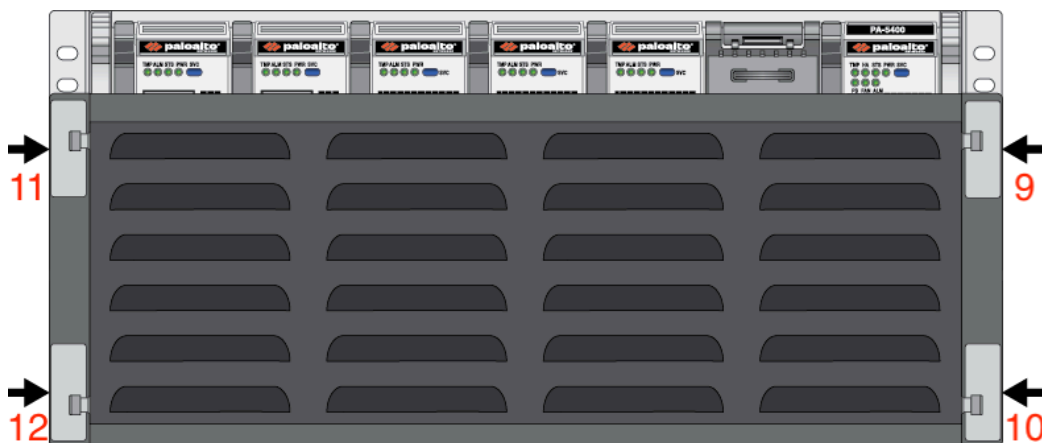 PA-5400
paloalto
paloalto
paloalto
paloalto
paloalto
paloalto
TMP ALM STS PWR SVC
TMP ALM STS PWR SVC
TMP ALM STS PWR SVC
TMP ALM STS PWR SVC
TMP ALM STS PWR SVC
TMP HA STS PWR SVC
PS FAN ALM
11
9
12
10